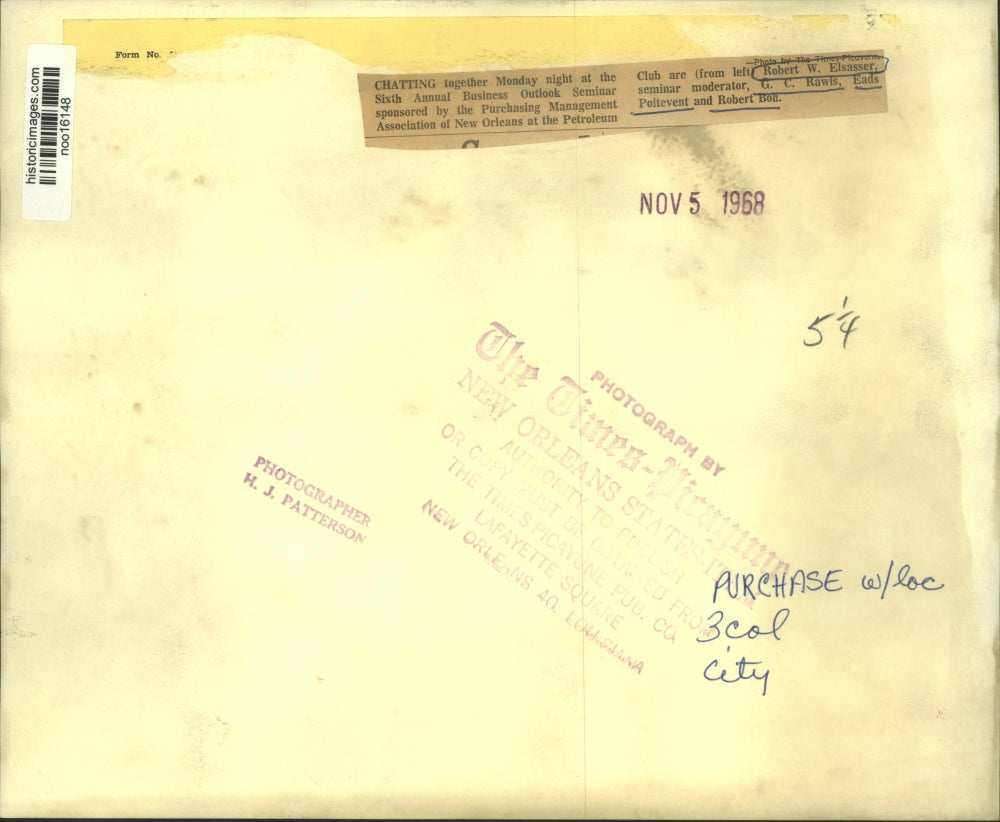 Form No.
historicimages.com
noo16148
—Photo by The Times-Picayune.
CHATTING together Monday night at the
Sixth Annual Business Outlook Seminar
sponsored by the Purchasing Management
Association of New Orleans at the Petroleum
Club are (from left) Robert W. Elsasser,
seminar moderator, G. C. Rawls, Eads
Poitevent and Robert Bon.
NOV 5 1968
5 1/4
PHOTOGRAPH BY
The Times-Picayune
NEW ORLEANS STATES-ITEM
AUTHORITY TO PUBLISH
OR COPY MUST BE OBTAINED FROM
THE TIMES PICAYUNE PUB. CO.
LAFAYETTE SQUARE
NEW ORLEANS 40, LOUISIANA
PHOTOGRAPHER
H. J. PATTERSON
PURCHASE w/loc
3col
city